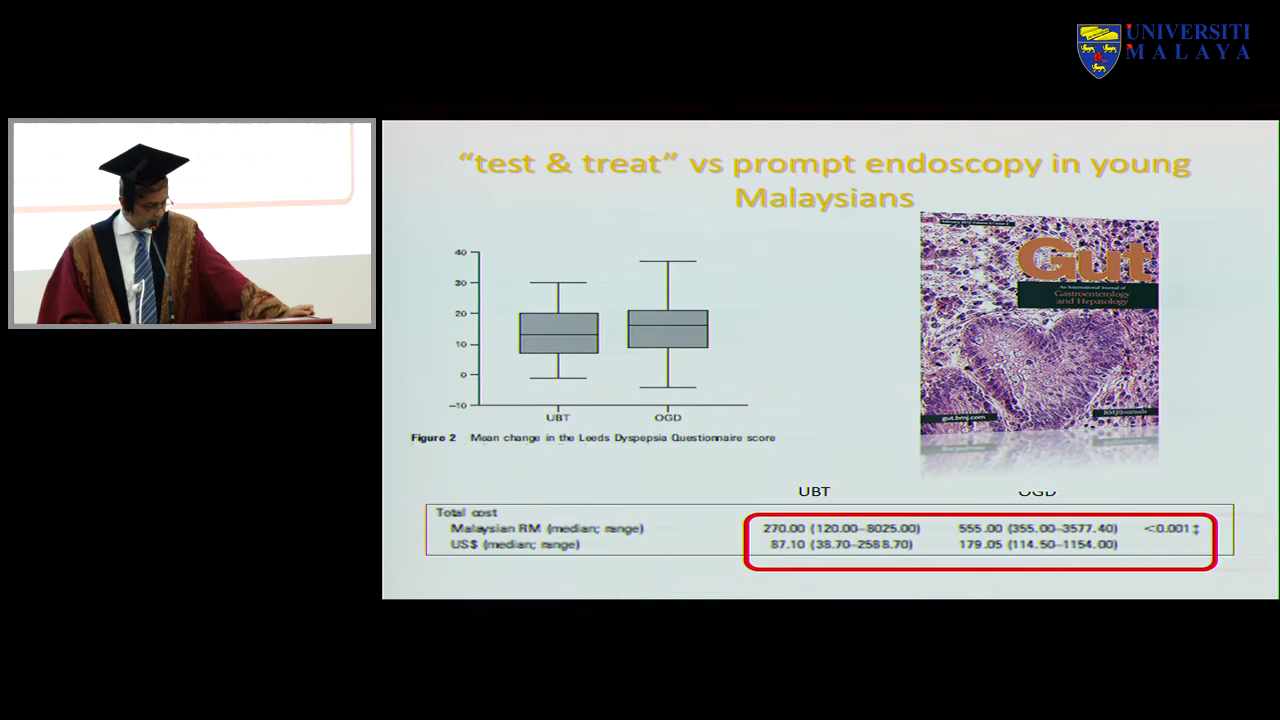 UNIVERSITI
MALAYA
“test & treat” vs prompt endoscopy in young
Malaysians
Gut
An International Journal of
Gastroenterology
and Hepatology
gut.bmj.com
BMJ|Journals
40
30
20
10
0
–10
UBT OGD
Figure 2 Mean change in the Leeds Dyspepsia Questionnaire score
UBT OGD
Total cost
Malaysian RM (median; range) 270.00 (120.00–8025.00) 555.00 (355.00–3577.40) <0.001‡
US$ (median; range) 87.10 (38.70–2588.70) 179.05 (114.50–1154.00)